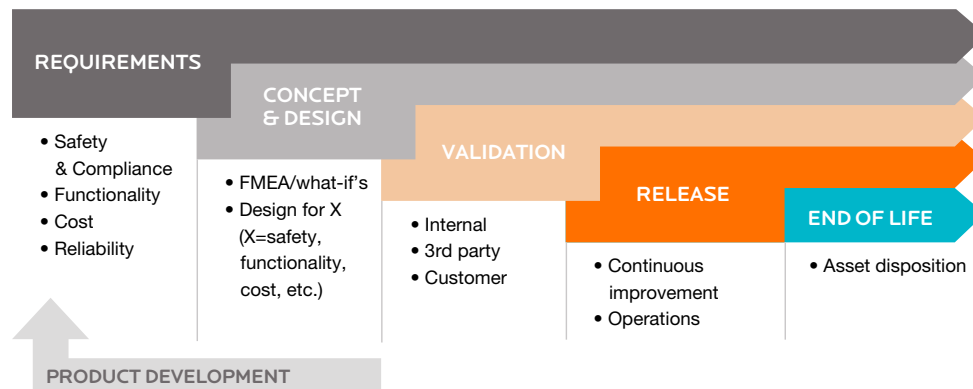 REQUIREMENTS
• Safety
& Compliance
• Functionality
• Cost
• Reliability
CONCEPT
& DESIGN
• FMEA/what-if's
• Design for X
(X=safety,
functionality,
cost, etc.)
VALIDATION
• Internal
• 3rd party
• Customer
RELEASE
• Continuous
improvement
• Operations
END OF LIFE
• Asset disposition
PRODUCT DEVELOPMENT